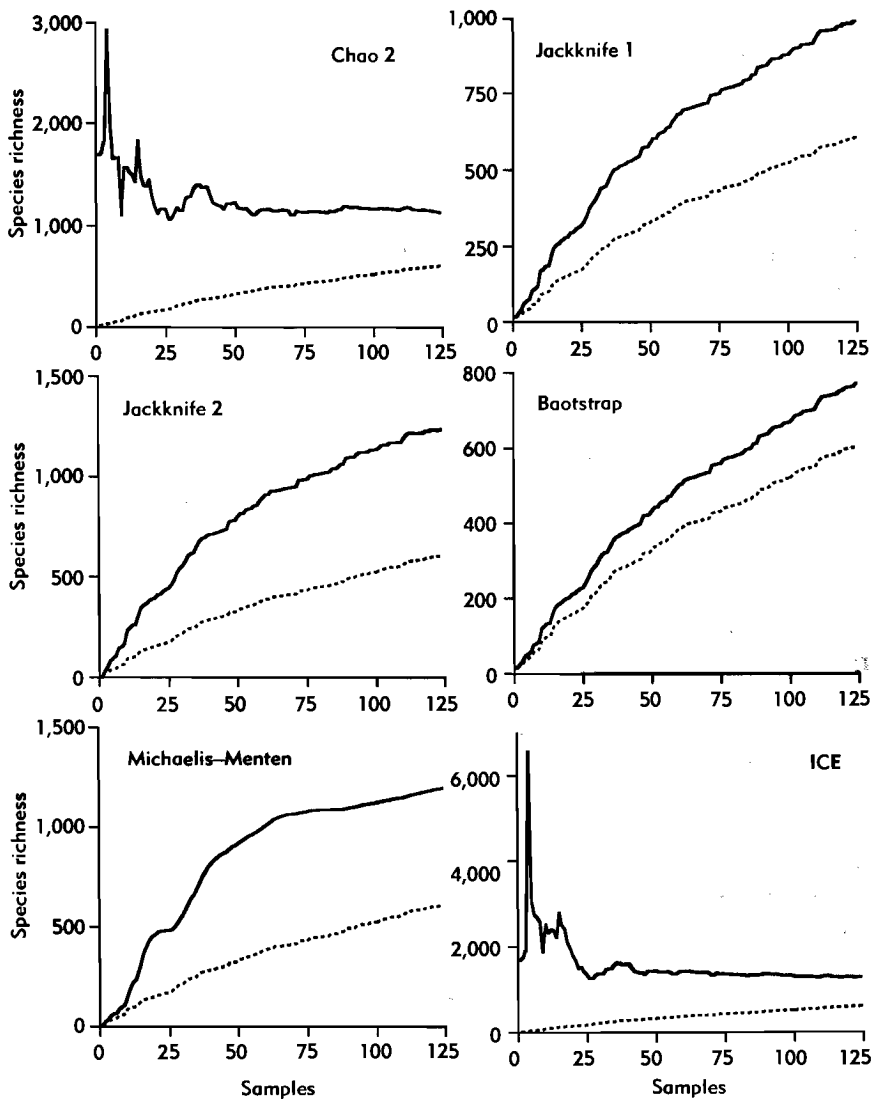 Chao 2
Species richness
3,000
2,000
1,000
0
0 25 50 75 100 125
Jackknife 1
1,000
750
500
250
0
0 25 50 75 100 125
Jackknife 2
Species richness
1,500
1,000
500
0
0 25 50 75 100 125
Baotstrap
800
600
400
200
0
0 25 50 75 100 125
Michaelis–Menten
Species richness
1,500
1,000
500
0
0 25 50 75 100 125
Samples
ICE
6,000
4,000
2,000
0
0 25 50 75 100 125
Samples